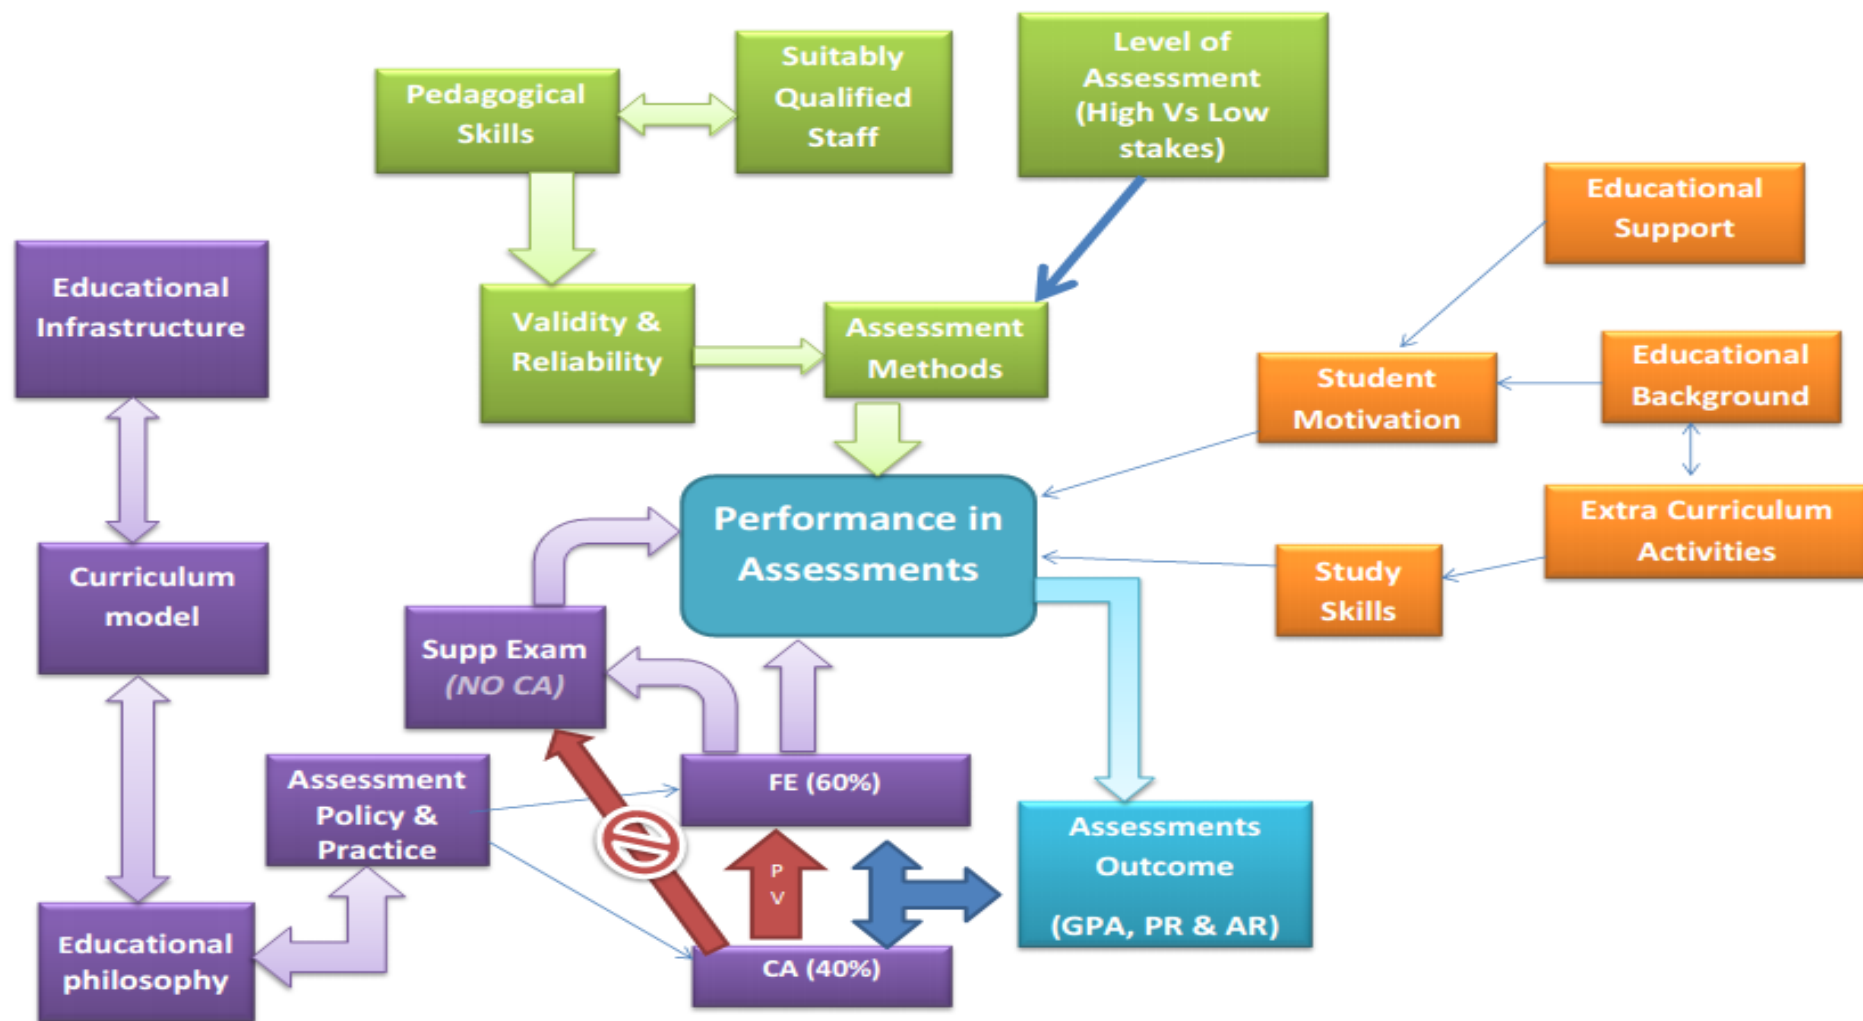 Pedagogical
Skills
Suitably
Qualified
Staff
Level of
Assessment
(High Vs Low
stakes)
Educational
Support
Educational
Infrastructure
Validity &
Reliability
Assessment
Methods
Student
Motivation
Educational
Background
Performance in
Assessments
Extra Curriculum
Activities
Study
Skills
Curriculum
model
Supp Exam
(NO CA)
Assessment
Policy &
Practice
FE (60%)
P
V
Assessments
Outcome
(GPA, PR & AR)
Educational
philosophy
CA (40%)